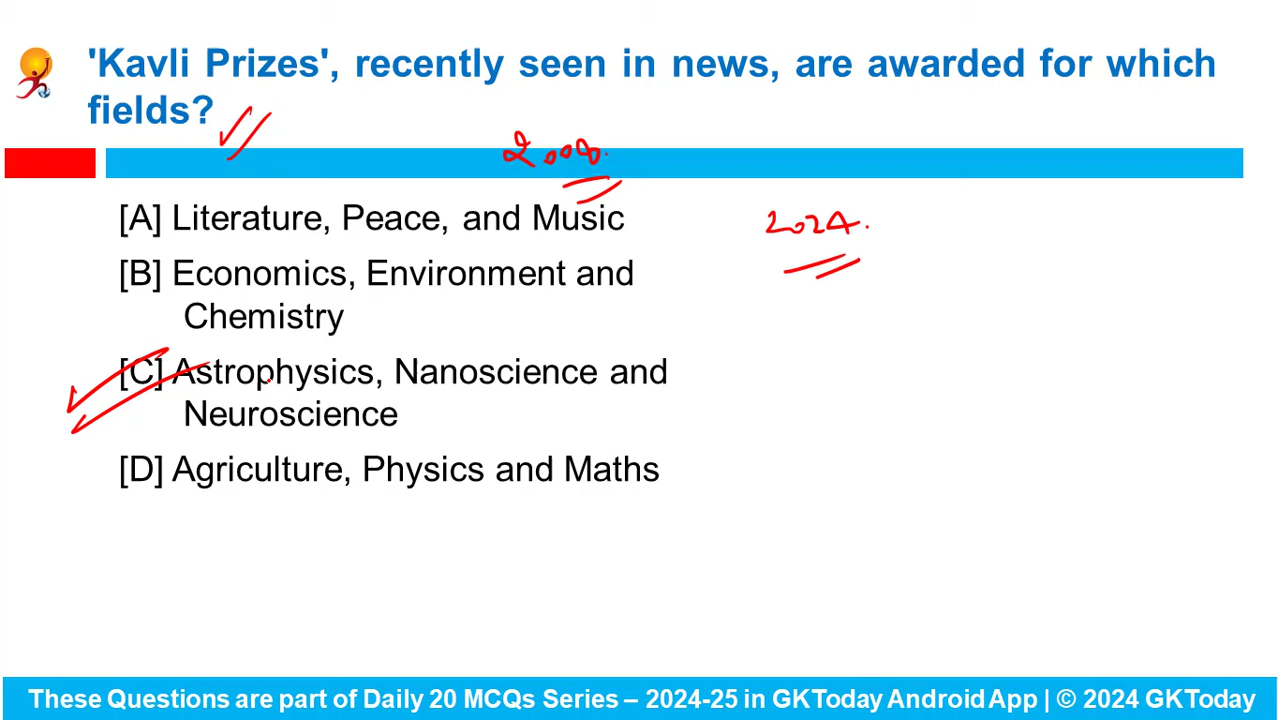 'Kavli Prizes', recently seen in news, are awarded for which
fields?
2008.
[A] Literature, Peace, and Music
2024.
[B] Economics, Environment and
Chemistry
[C] Astrophysics, Nanoscience and
Neuroscience
[D] Agriculture, Physics and Maths
These Questions are part of Daily 20 MCQs Series – 2024-25 in GKToday Android App | © 2024 GKToday